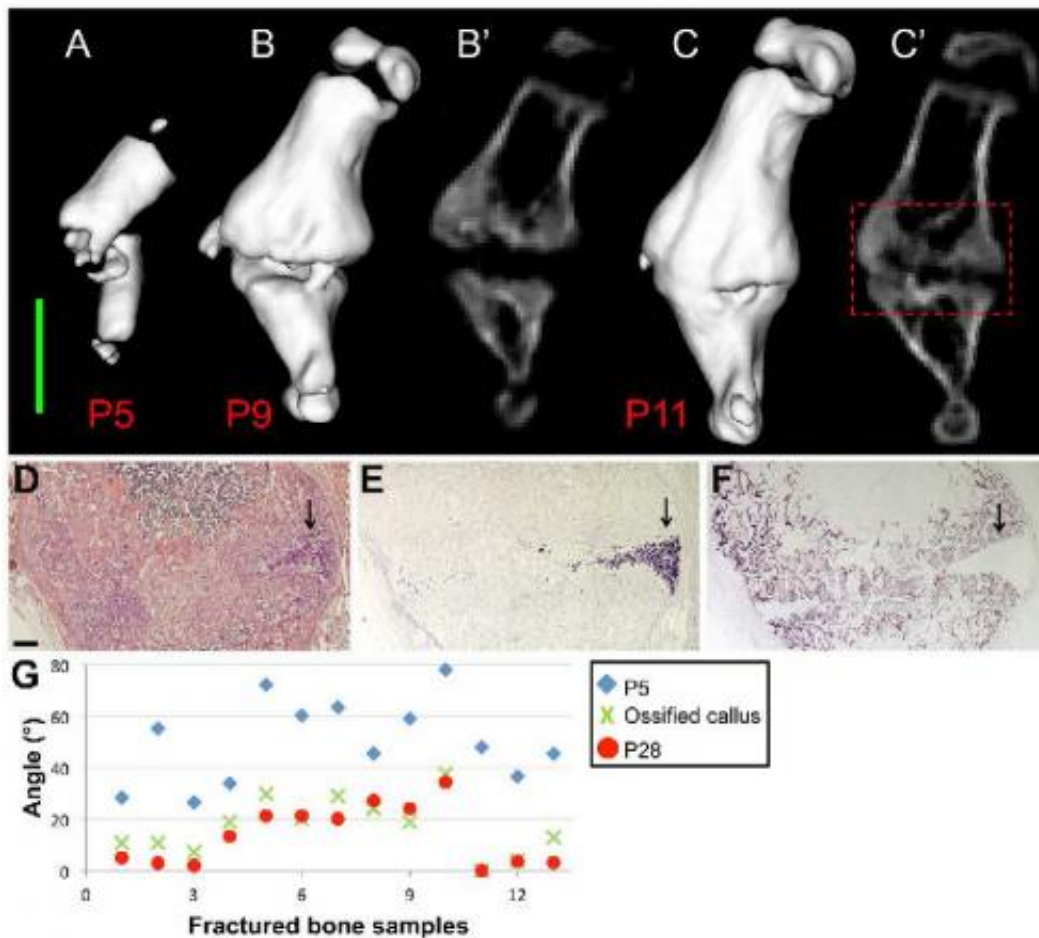 A B B' C C'
P5 P9 P11
D E F
G
80
60
40
20
0
Angle (°)
0 3 6 9 12
Fractured bone samples
P5
Ossified callus
P28